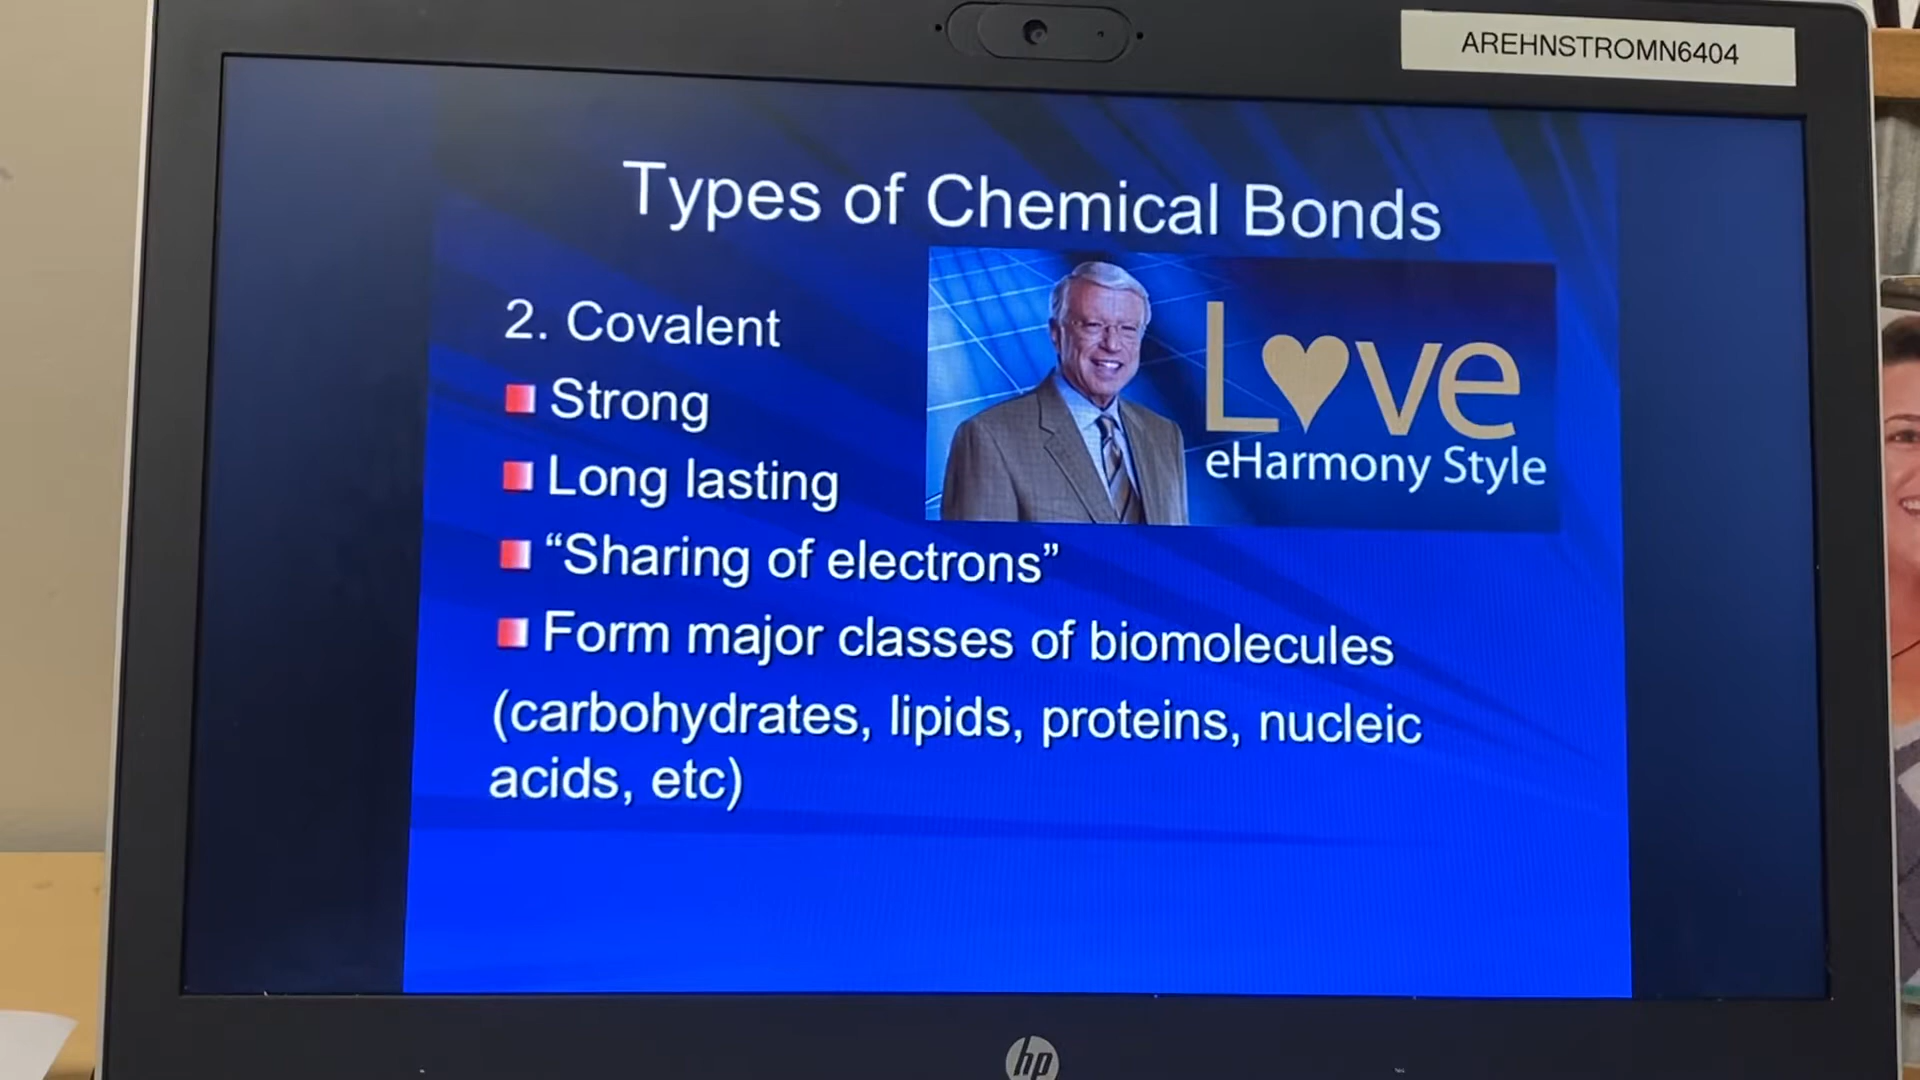 AREHNSTROMN6404
Types of Chemical Bonds
2. Covalent
Strong
Long lasting
“Sharing of electrons”
Form major classes of biomolecules
(carbohydrates, lipids, proteins, nucleic
acids, etc)
L♥ve
eHarmony Style
hp